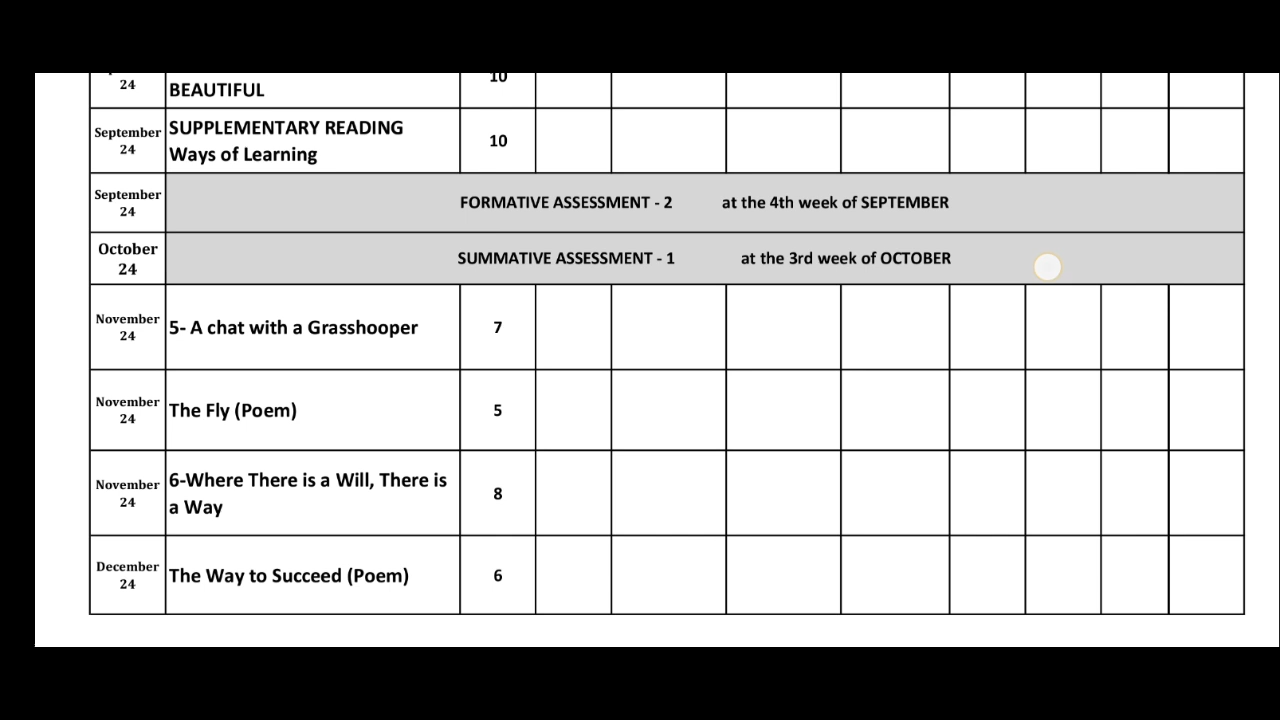 24 BEAUTIFUL 10
September 24 SUPPLEMENTARY READING 10
Ways of Learning
September 24 FORMATIVE ASSESSMENT - 2 at the 4th week of SEPTEMBER
October 24 SUMMATIVE ASSESSMENT - 1 at the 3rd week of OCTOBER
November 24 5- A chat with a Grasshooper 7
November 24 The Fly (Poem) 5
November 24 6-Where There is a Will, There is 8
a Way
December 24 The Way to Succeed (Poem) 6